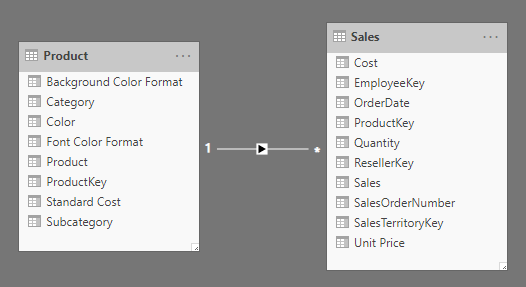 Product
...
Background Color Format
Category
Color
Font Color Format
Product
ProductKey
Standard Cost
Subcategory
1
*
Sales
...
Cost
EmployeeKey
OrderDate
ProductKey
Quantity
ResellerKey
Sales
SalesOrderNumber
SalesTerritoryKey
Unit Price